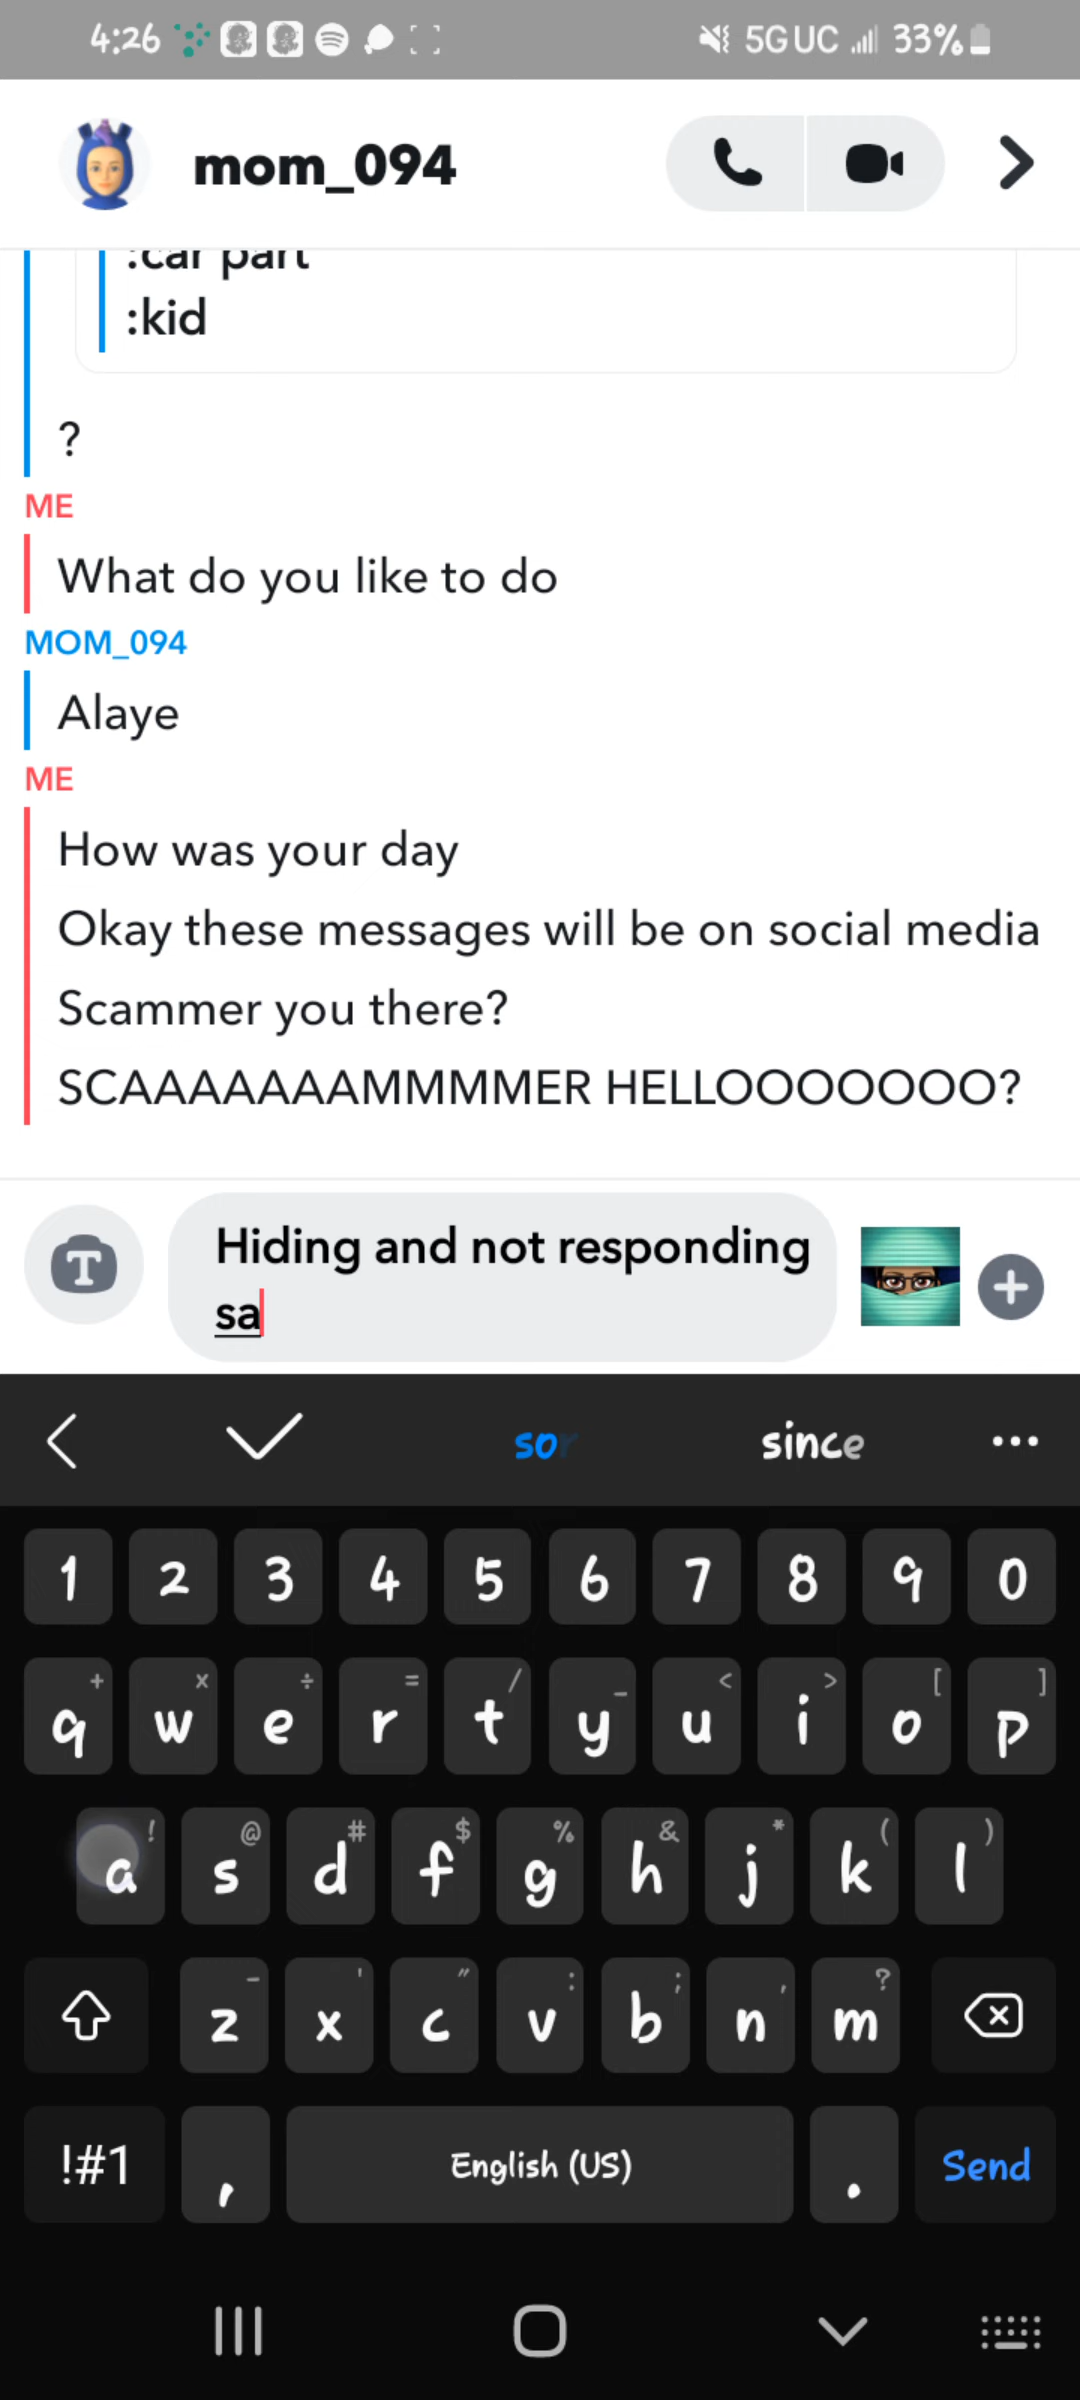 4:26 5G UC 33%
mom_094
:car part
:kid
?
ME
What do you like to do
MOM_094
Alaye
ME
How was your day
Okay these messages will be on social media
Scammer you there?
SCAAAAAAAMMMMER HELLOOOOOOO?
T
Hiding and not responding
sa
sor since
1 2 3 4 5 6 7 8 9 0
+ x ÷ = / _ < > [ ]
q w e r t y u i o p
! @ # $ % & * ( )
a s d f g h j k l
- ' " : ; , ?
z x c v b n m
!#1 , English (US) . Send